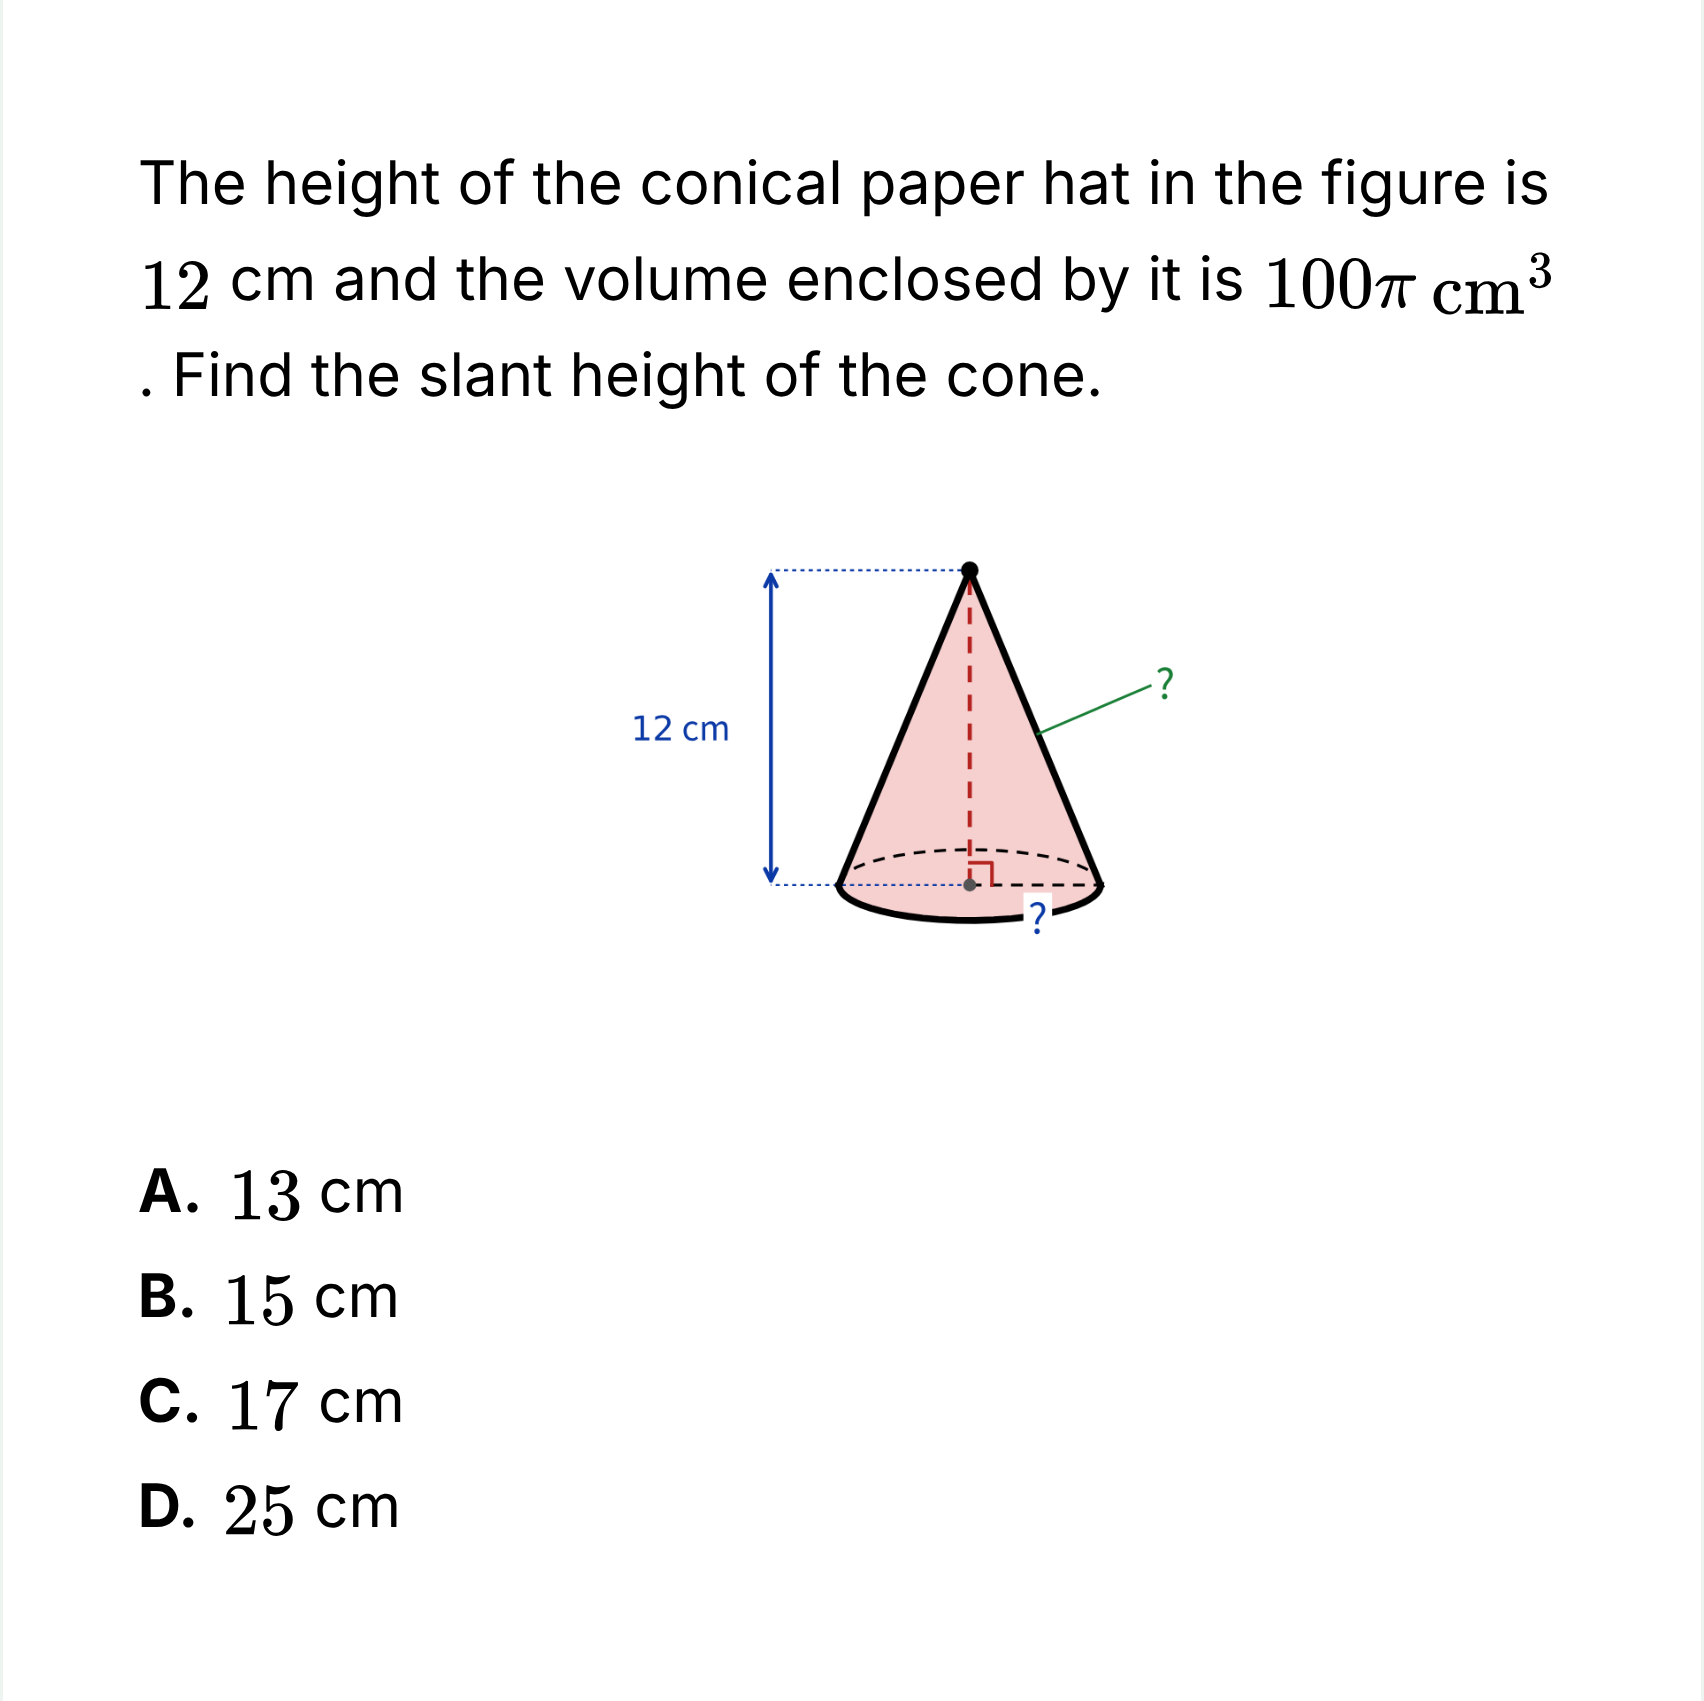 The height of the conical paper hat in the figure is
12 cm and the volume enclosed by it is 100π cm³
. Find the slant height of the cone.
?
12 cm
?
A. 13 cm
B. 15 cm
C. 17 cm
D. 25 cm